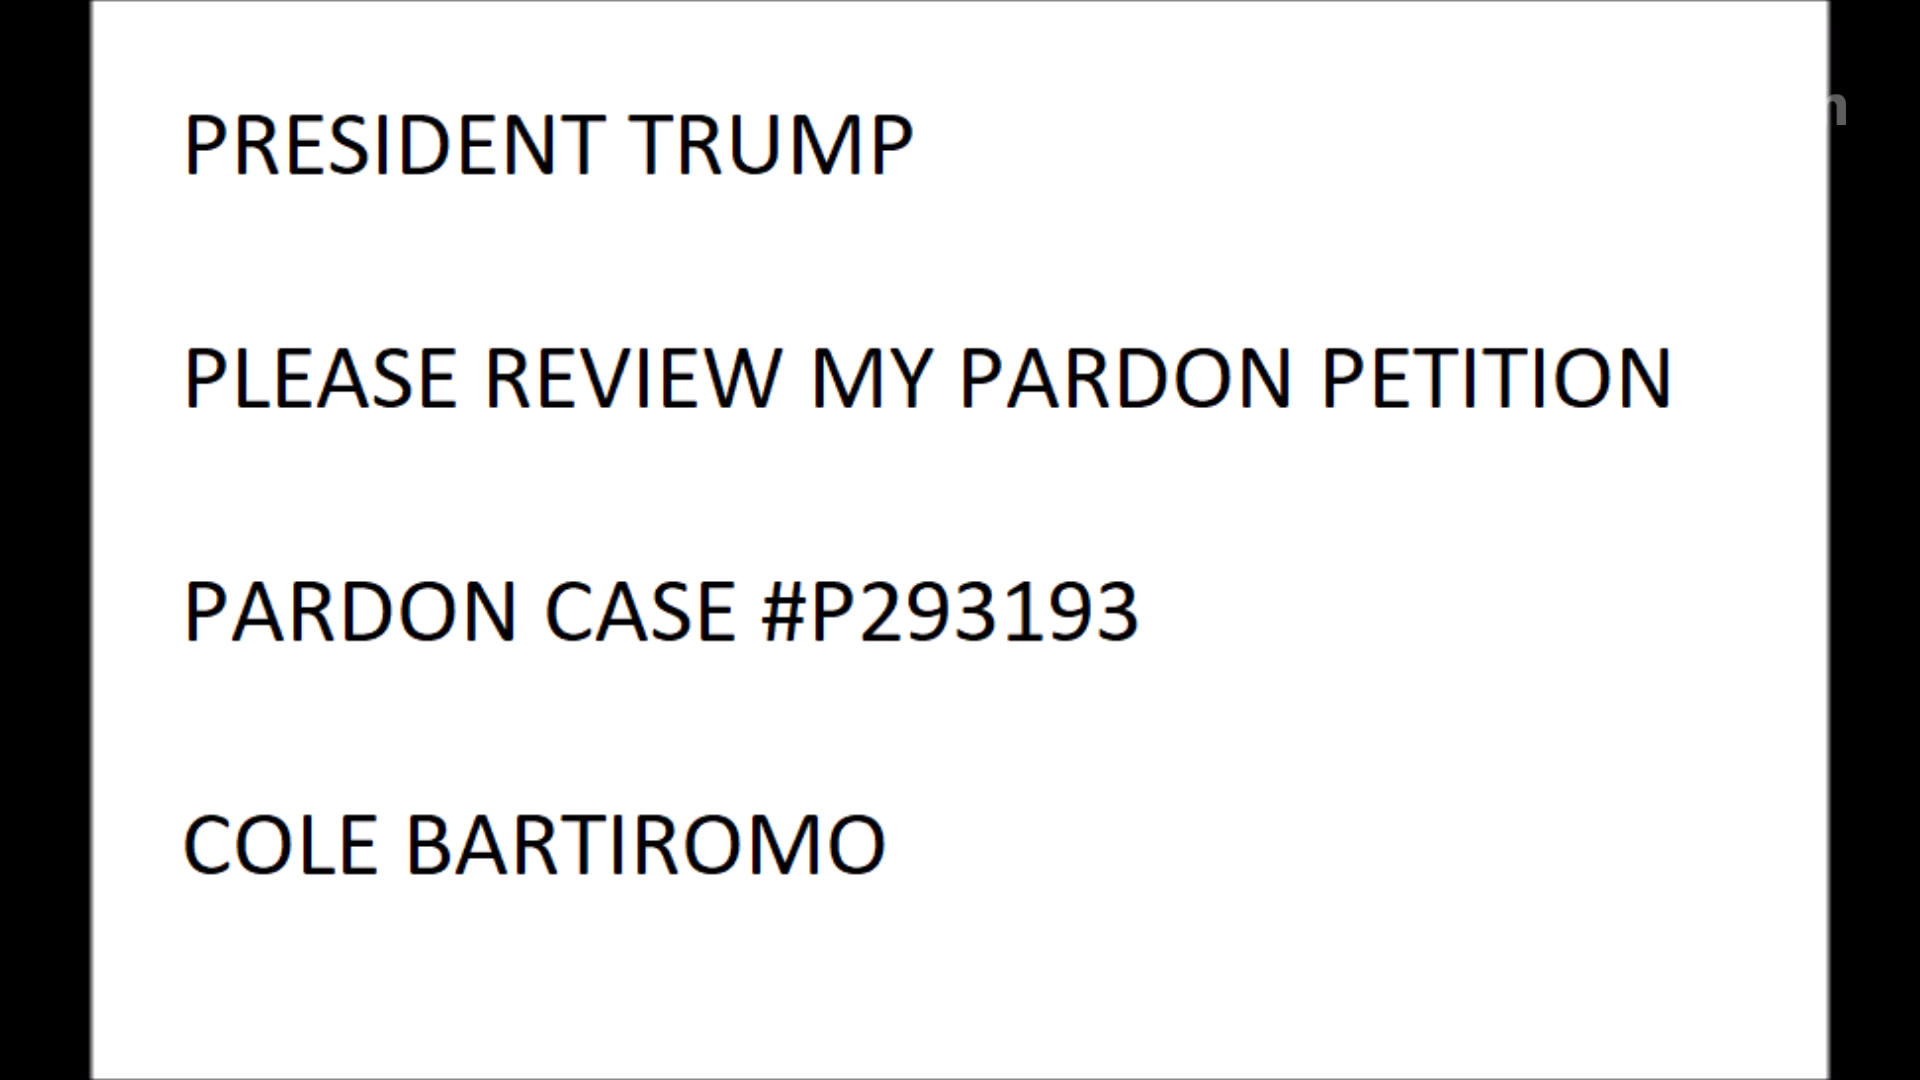 PRESIDENT TRUMP
PLEASE REVIEW MY PARDON PETITION
PARDON CASE #P293193
COLE BARTIROMO